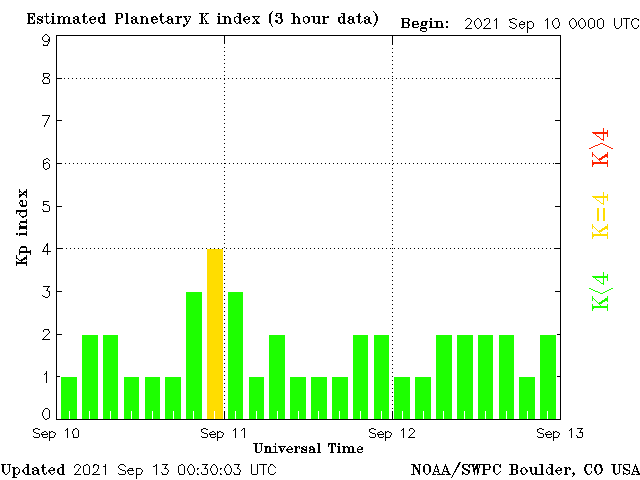 Estimated Planetary K index (3 hour data)
Begin: 2021 Sep 10 0000 UTC
9
8
7
6
5
4
3
2
1
0
Kp index
K>4
K=4
K<4
Sep 10
Sep 11
Sep 12
Sep 13
Universal Time
Updated 2021 Sep 13 00:30:03 UTC
NOAA/SWPC Boulder, CO USA